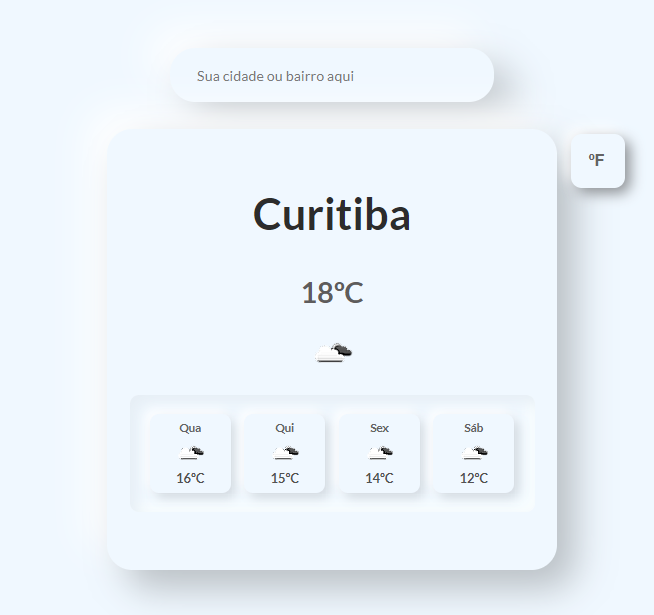 Sua cidade ou bairro aqui
ºF
Curitiba
18ºC
Qua Qui Sex Sáb
16ºC 15ºC 14ºC 12ºC